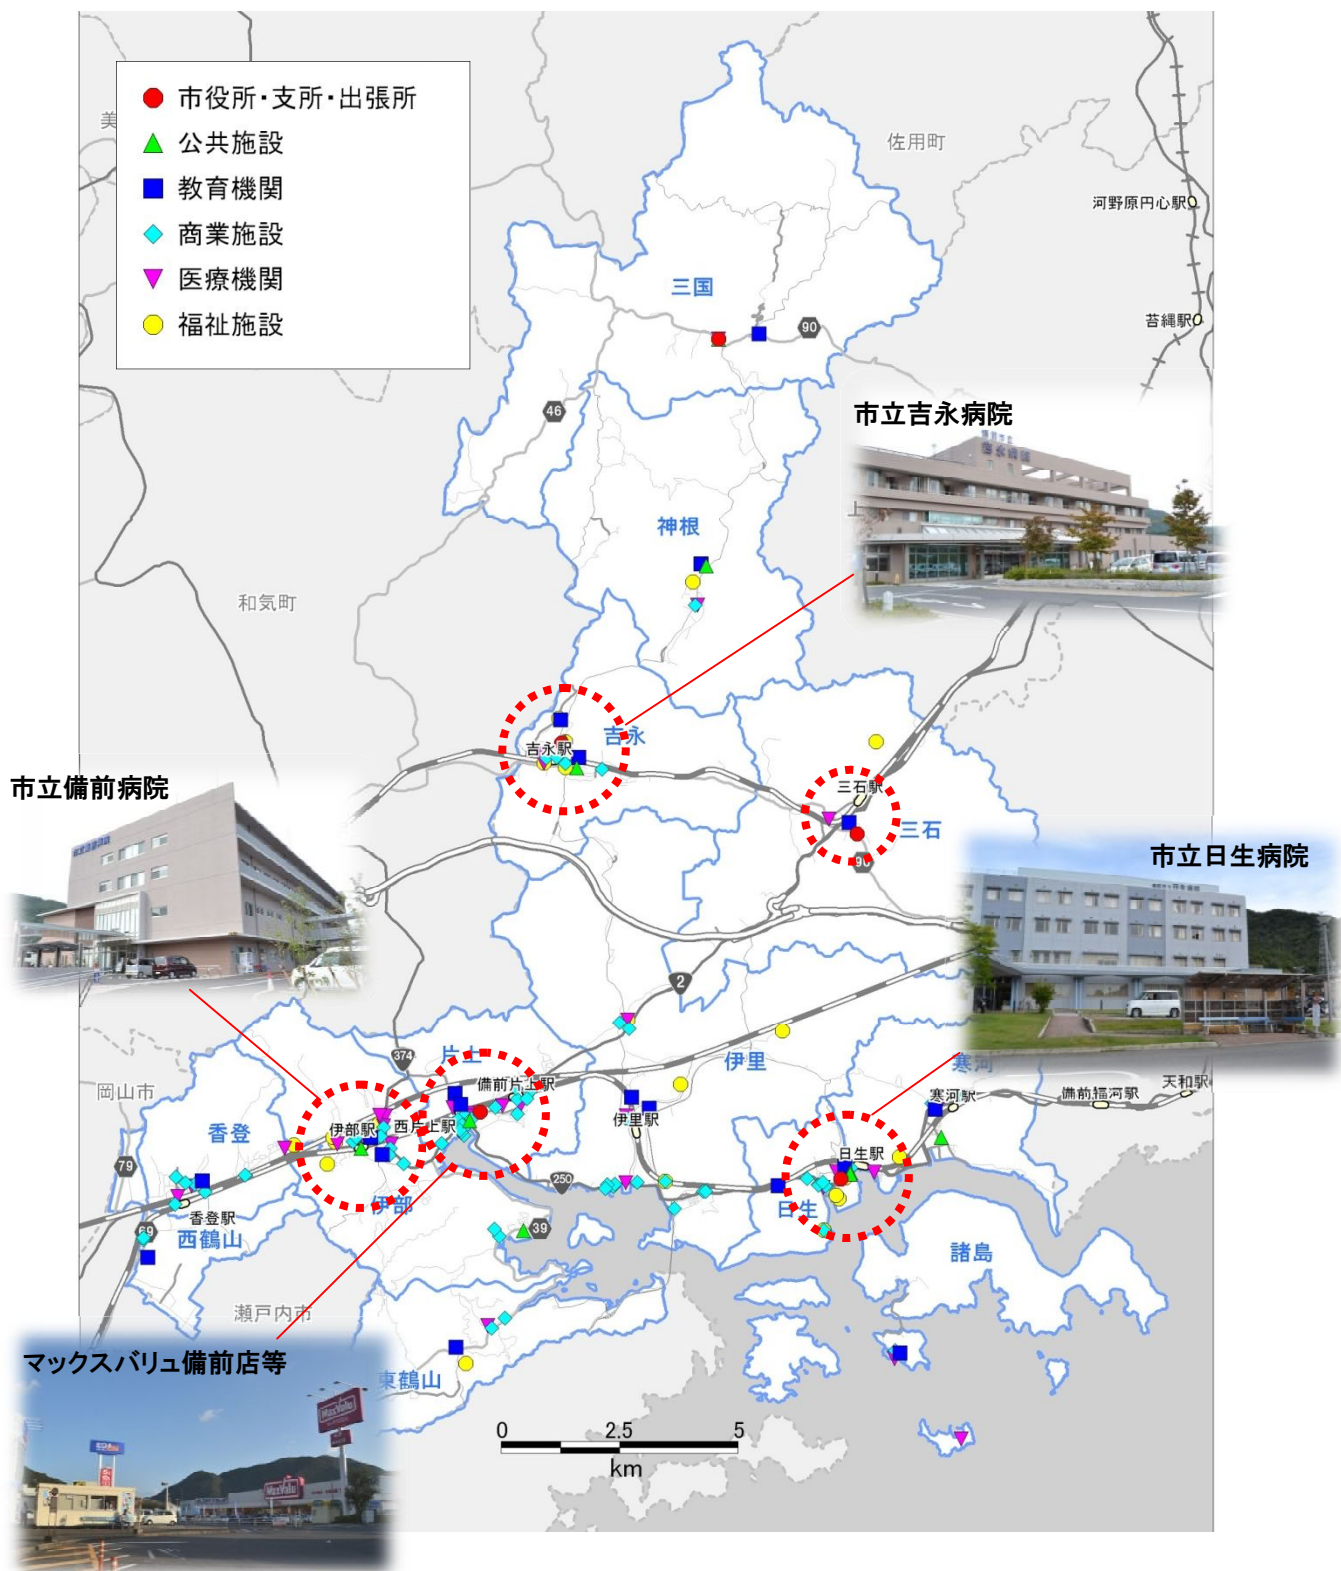 市役所・支所・出張所
公共施設
教育機関
商業施設
医療機関
福祉施設
美
佐用町
河野原円心駅
苔縄駅
三国
90
46
市立吉永病院
上
神根
和気町
吉永
吉永駅
三石駅
三石
90
市立備前病院
市立日生病院
2
374
片上
備前片上駅
伊里
寒河
岡山市
香登
伊部駅
西片上駅
伊里駅
寒河駅
備前福河駅
天和駅
79
日生駅
250
香登駅
伊部
日生
69
西鶴山
39
諸島
瀬戸内市
マックスバリュ備前店等
東鶴山
MaxValu
MaxValu
0 2.5 5
km